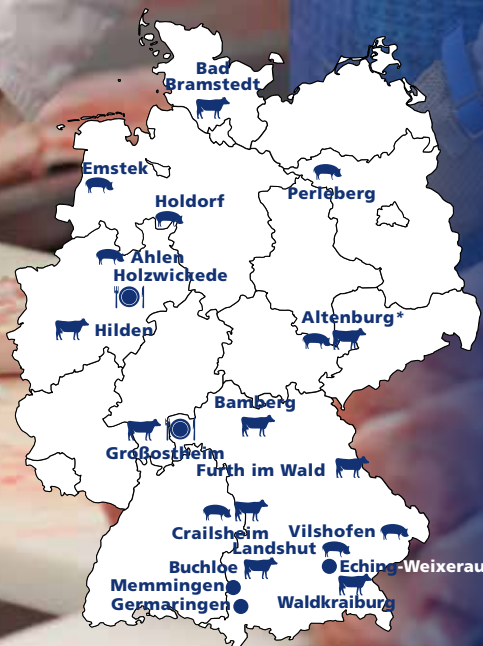 Bad
Bramstedt
Emstek
Perleberg
Holdorf
Ahlen
Holzwickede
Altenburg*
Hilden
Bamberg
Großostheim
Furth im Wald
Crailsheim
Vilshofen
Landshut
Buchloe
Eching-Weixerau
Memmingen
Germaringen
Waldkraiburg